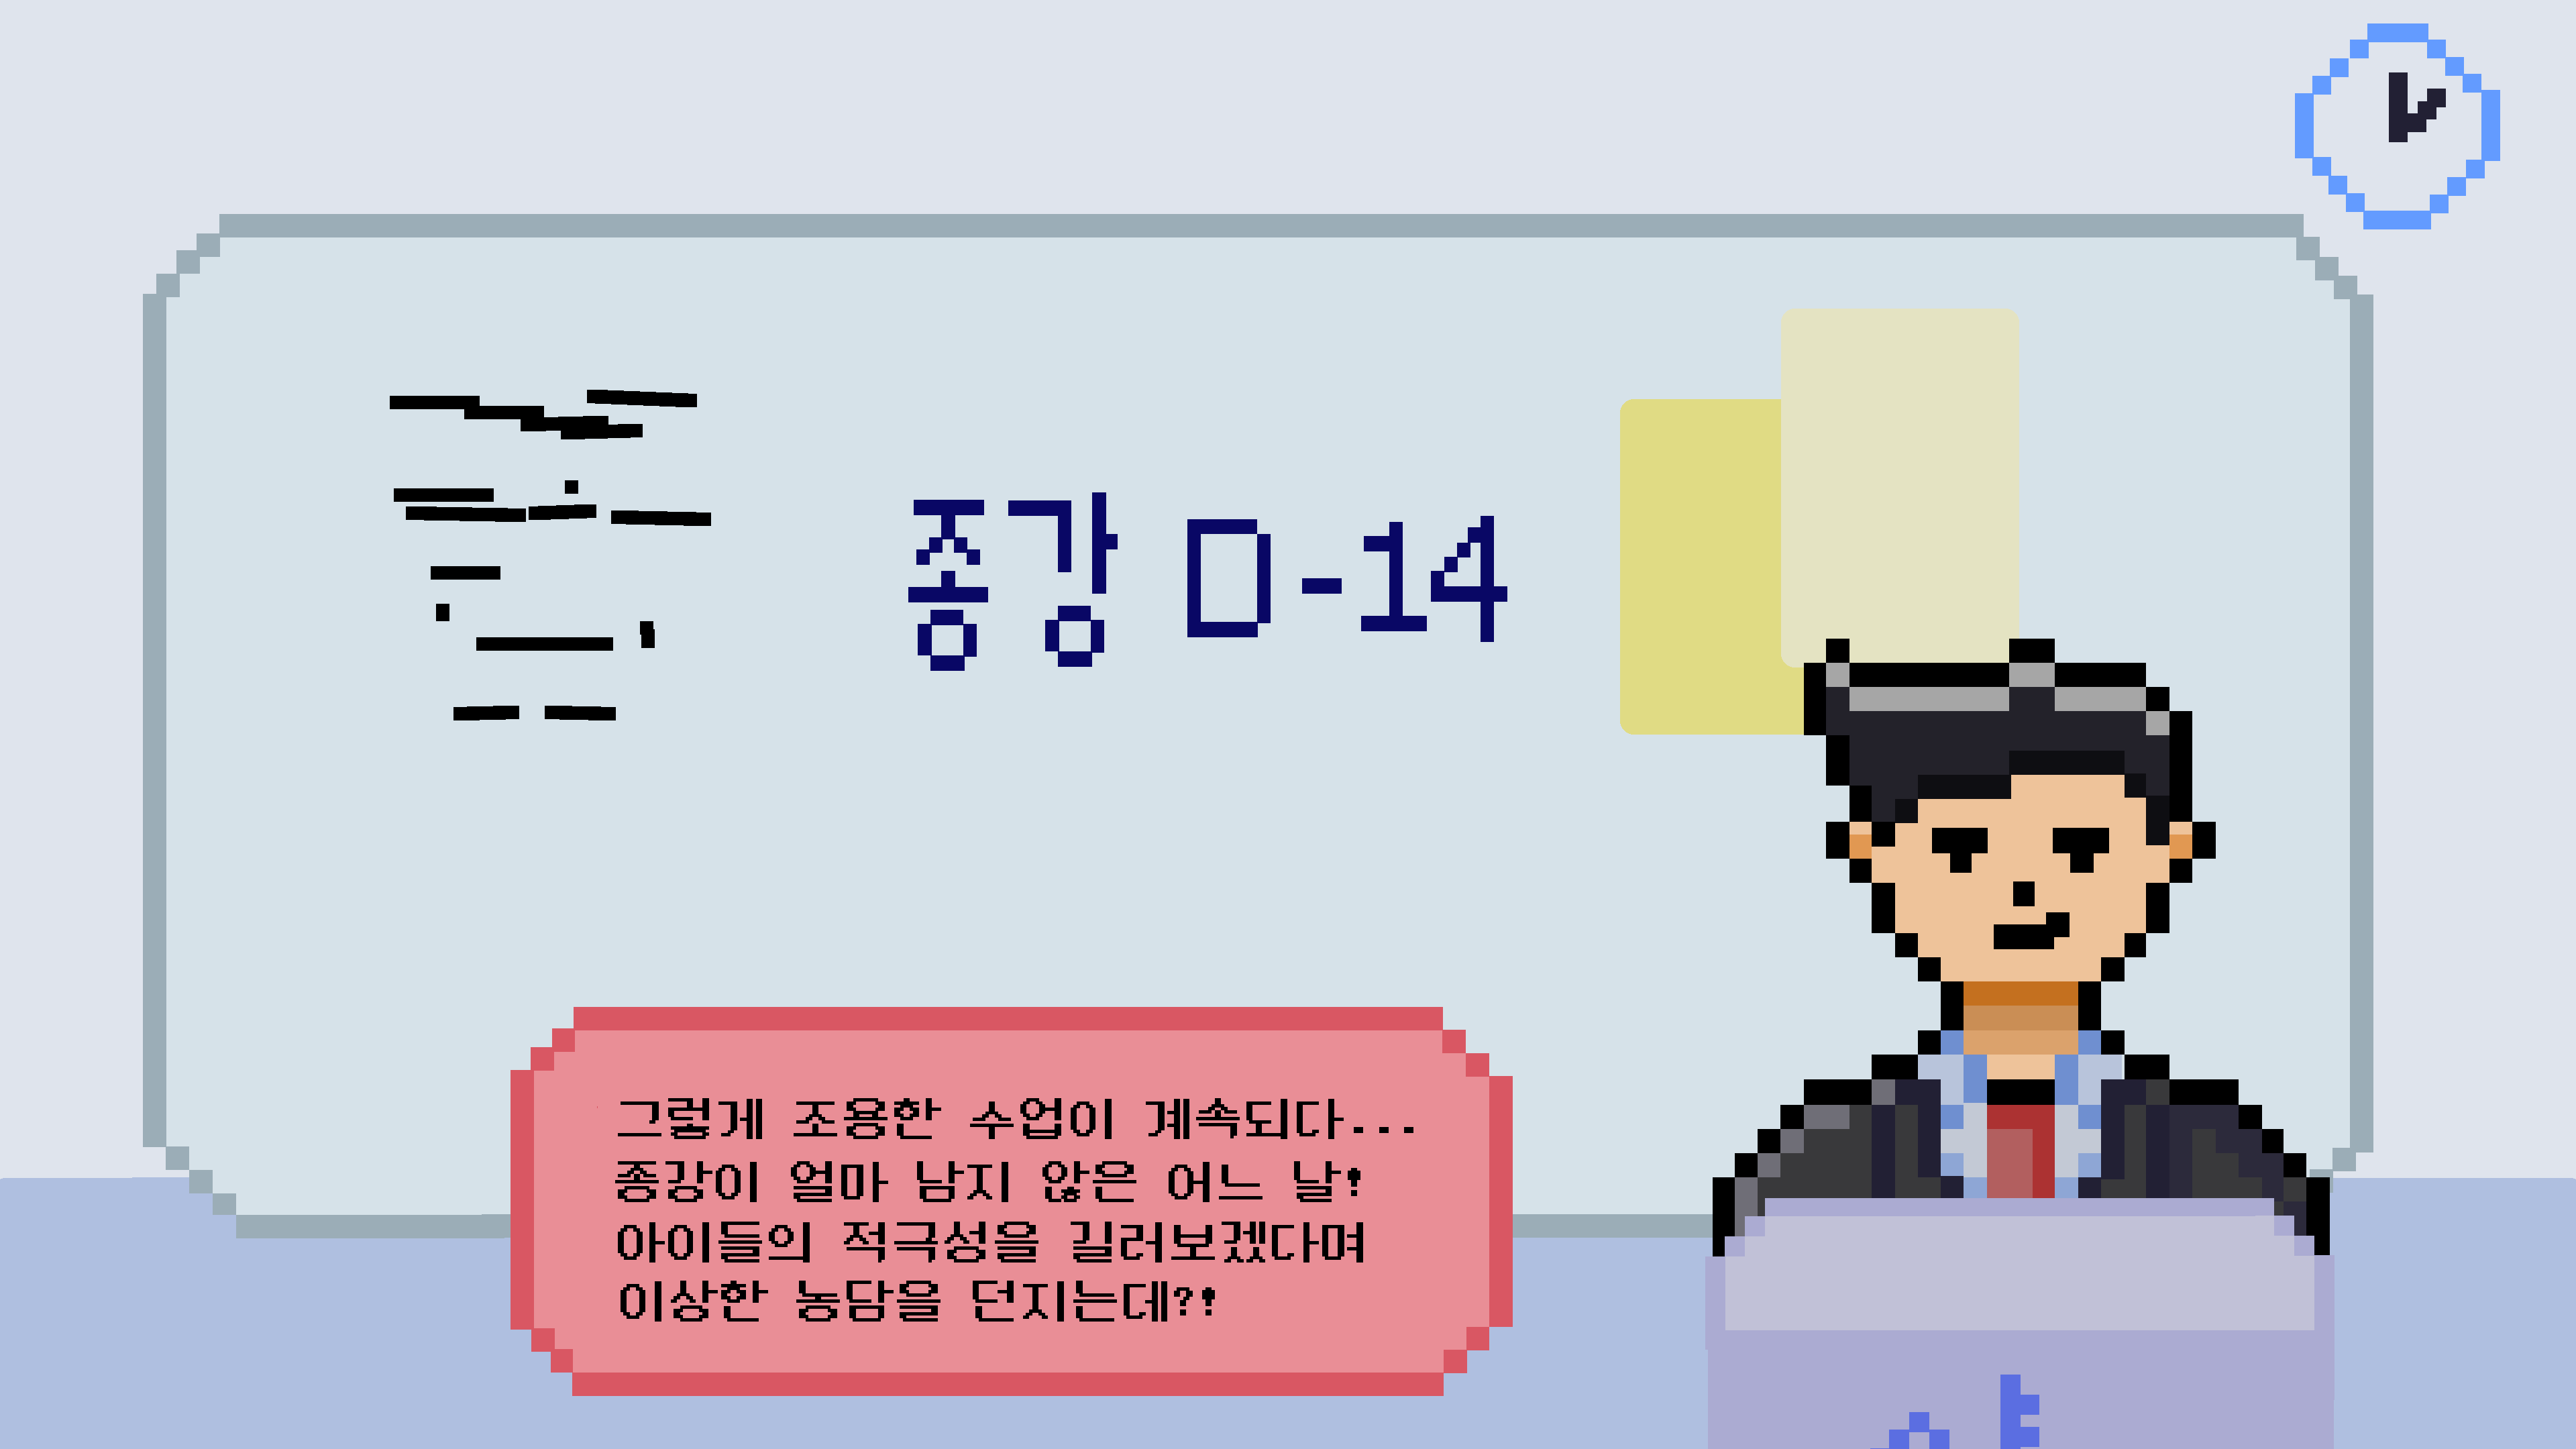 종강 D-14
그렇게 조용한 수업이 계속되다...
종강이 얼마 남지 않은 어느 날!
아이들의 적극성을 길러보겠다며
이상한 농담을 던지는데?!